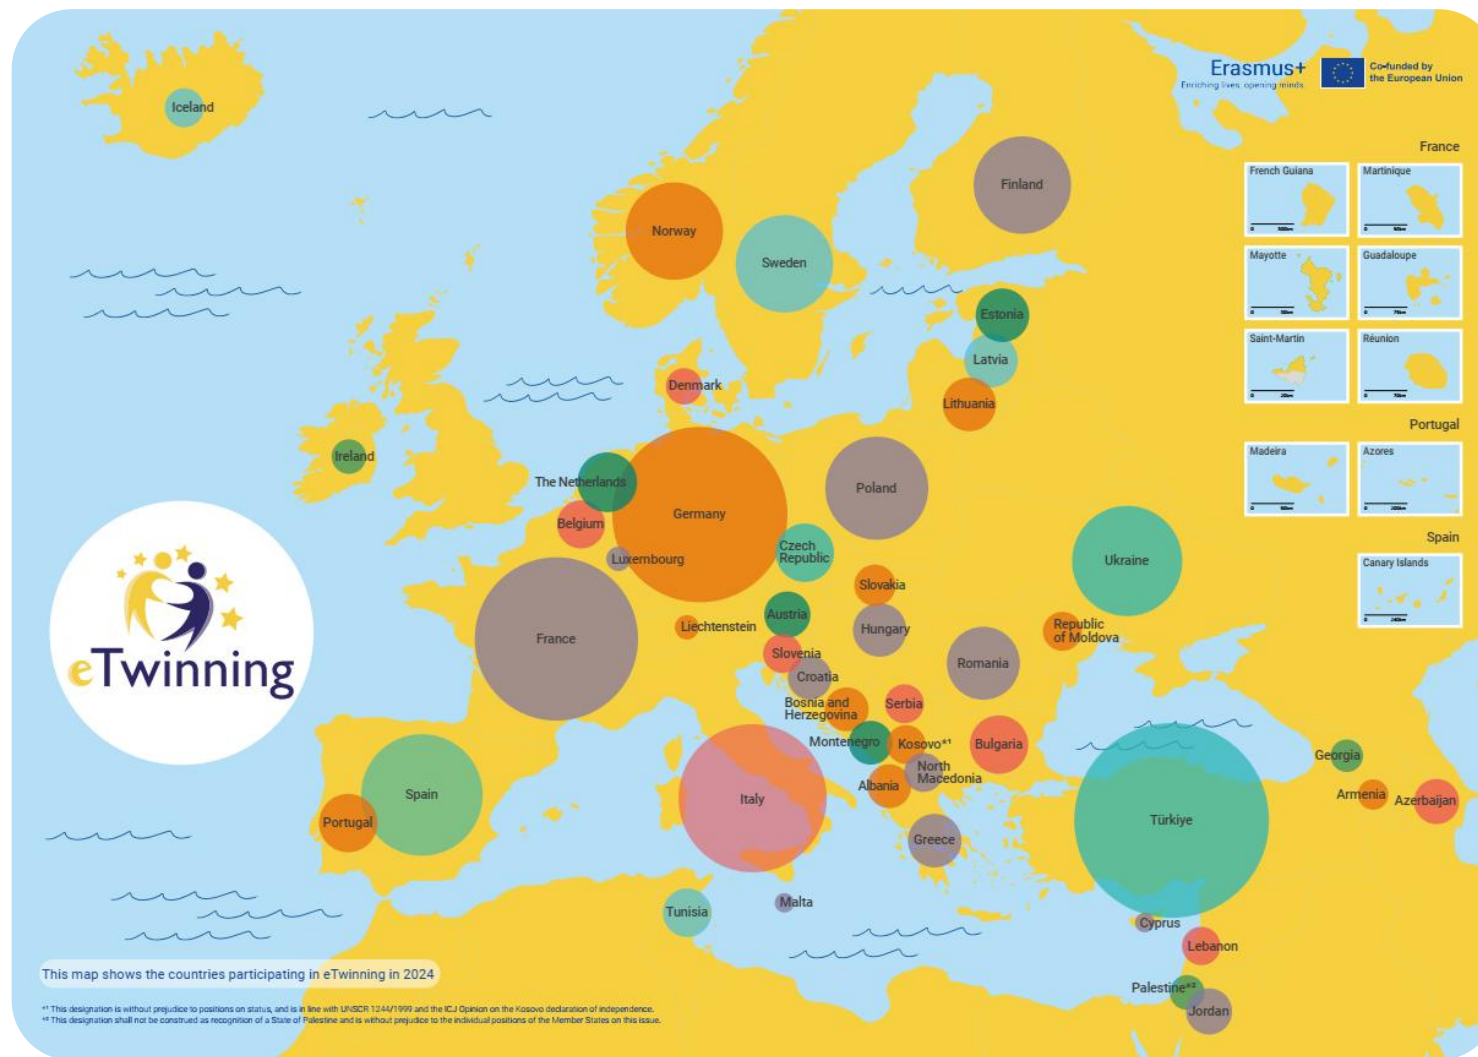 Erasmus+
Enriching lives, opening minds.
Co-funded by
the European Union
Iceland
Finland
Norway
Sweden
Estonia
Latvia
Lithuania
Denmark
Ireland
The Netherlands
Germany
Poland
Belgium
Luxembourg
Czech
Republic
Ukraine
Slovakia
Austria
Liechtenstein
France
Hungary
Republic
of Moldova
Slovenia
Croatia
Romania
Bosnia and
Herzegovina
Serbia
Montenegro
Kosovo*¹
Bulgaria
North
Macedonia
Albania
Georgia
Armenia
Azerbaijan
Spain
Portugal
Italy
Türkiye
Greece
Tunisia
Malta
Cyprus
Lebanon
Palestine*²
Jordan
eTwinning
France
French Guiana
Martinique
Mayotte
Guadaloupe
Saint-Martin
Réunion
Portugal
Madeira
Azores
Spain
Canary Islands
This map shows the countries participating in eTwinning in 2024
*¹ This designation is without prejudice to positions on status, and is in line with UNSCR 1244/1999 and the ICJ Opinion on the Kosovo declaration of independence.
*² This designation shall not be construed as recognition of a State of Palestine and is without prejudice to the individual positions of the Member States on this issue.